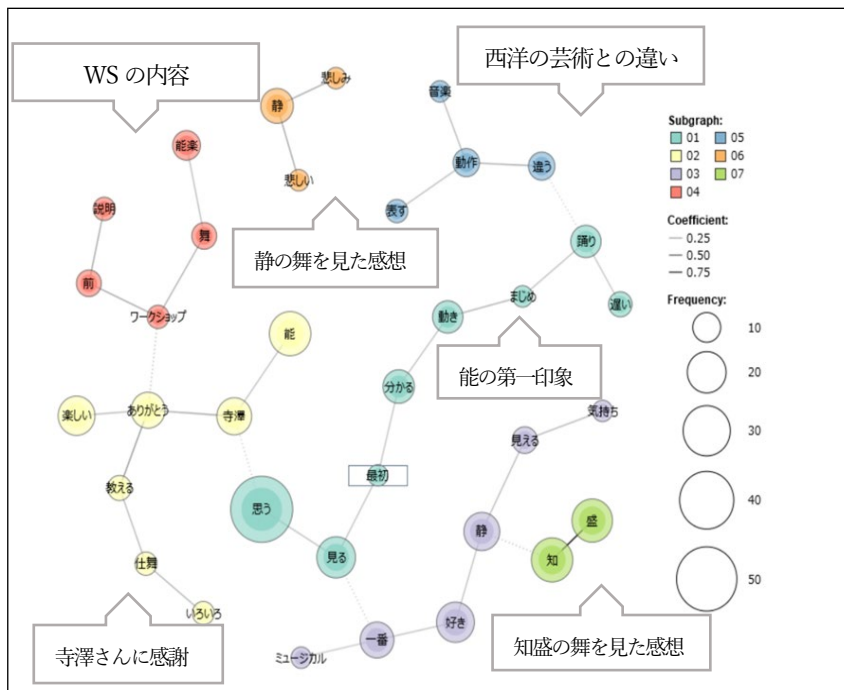 WS の内容
西洋の芸術との違い
悲しみ
静
悲しい
音楽
動作
違う
表す
Subgraph:
01 05
02 06
03 07
04
Coefficient:
0.25
0.50
0.75
Frequency:
10
20
30
40
50
能楽
説明
舞
前
ワークショップ
静の舞を見た感想
踊り
まじめ
遅い
動き
能
能の第一印象
分かる
楽しい
ありがとう
寺澤
気持ち
見える
教える
最初
思う
静
盛
知
見る
仕舞
いろいろ
好き
一番
ミュージカル
寺澤さんに感謝
知盛の舞を見た感想